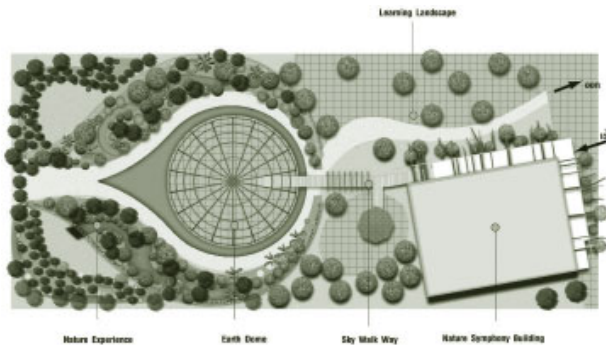 Learning Landscape
Nature Experience
Earth Dome
Sky Walk Way
Nature Symphony Building